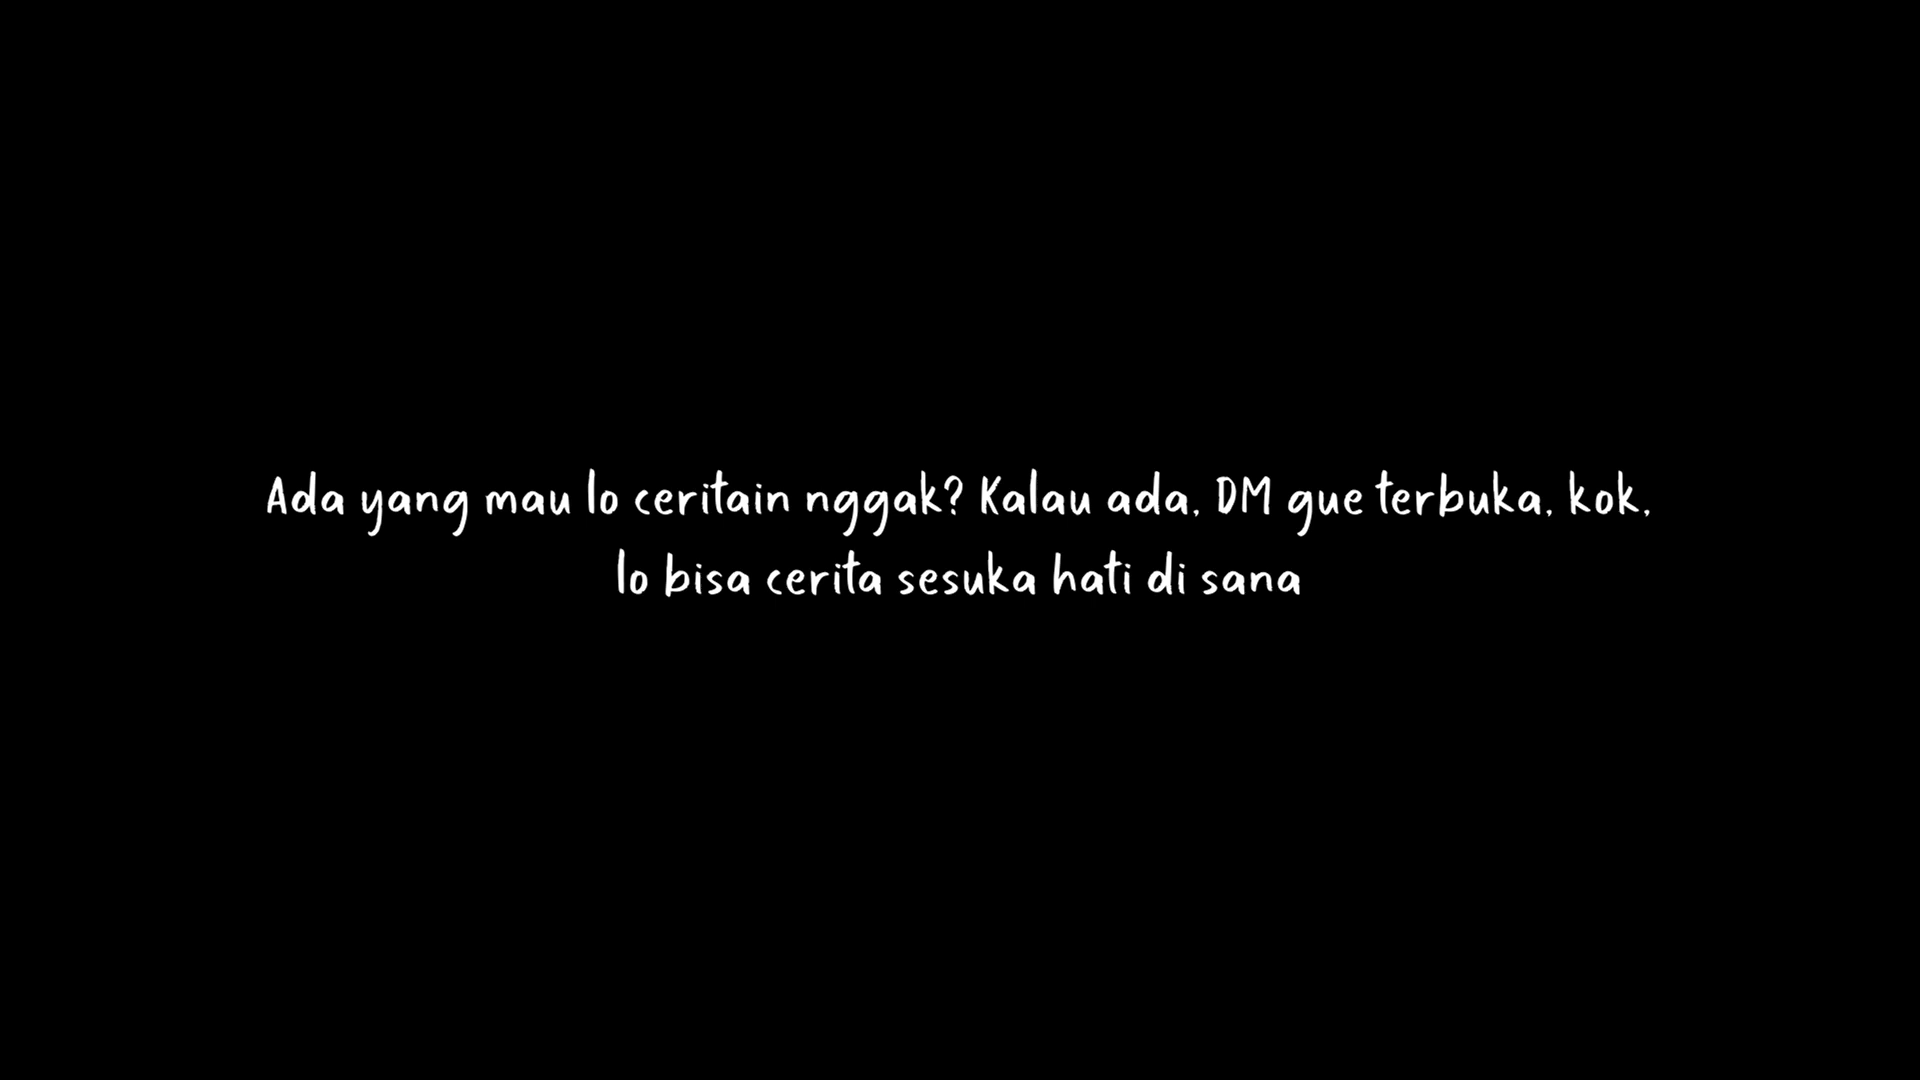 Ada yang mau lo ceritain nggak? Kalau ada, DM gue terbuka, kok,
lo bisa cerita sesuka hati di sana